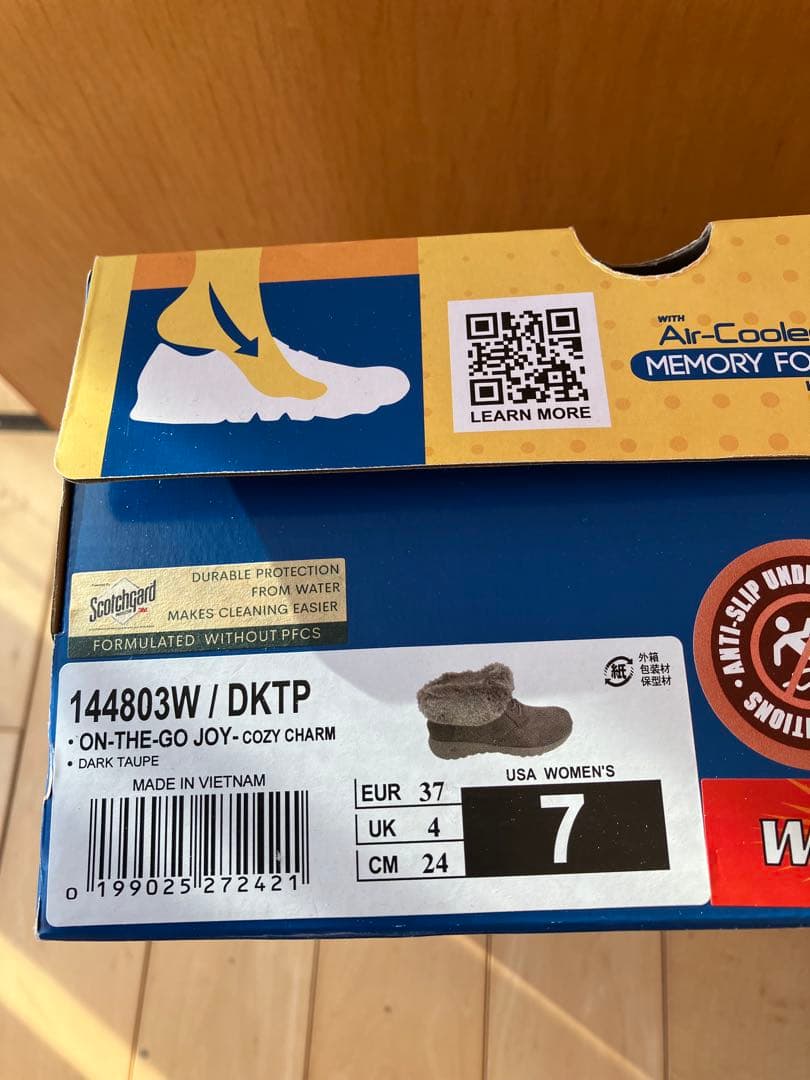 LEARN MORE
WITH
Air-Coole
MEMORY FO
Scotchgard
3M
DURABLE PROTECTION
FROM WATER
MAKES CLEANING EASIER
FORMULATED WITHOUT PFCS
ANTI-SLIP UND
ATIONS
144803W / DKTP
• ON-THE-GO JOY- COZY CHARM
• DARK TAUPE
MADE IN VIETNAM
0 199025 272421
紙
外箱
包装材
保型材
EUR 37
UK 4
CM 24
USA WOMEN'S
7
W